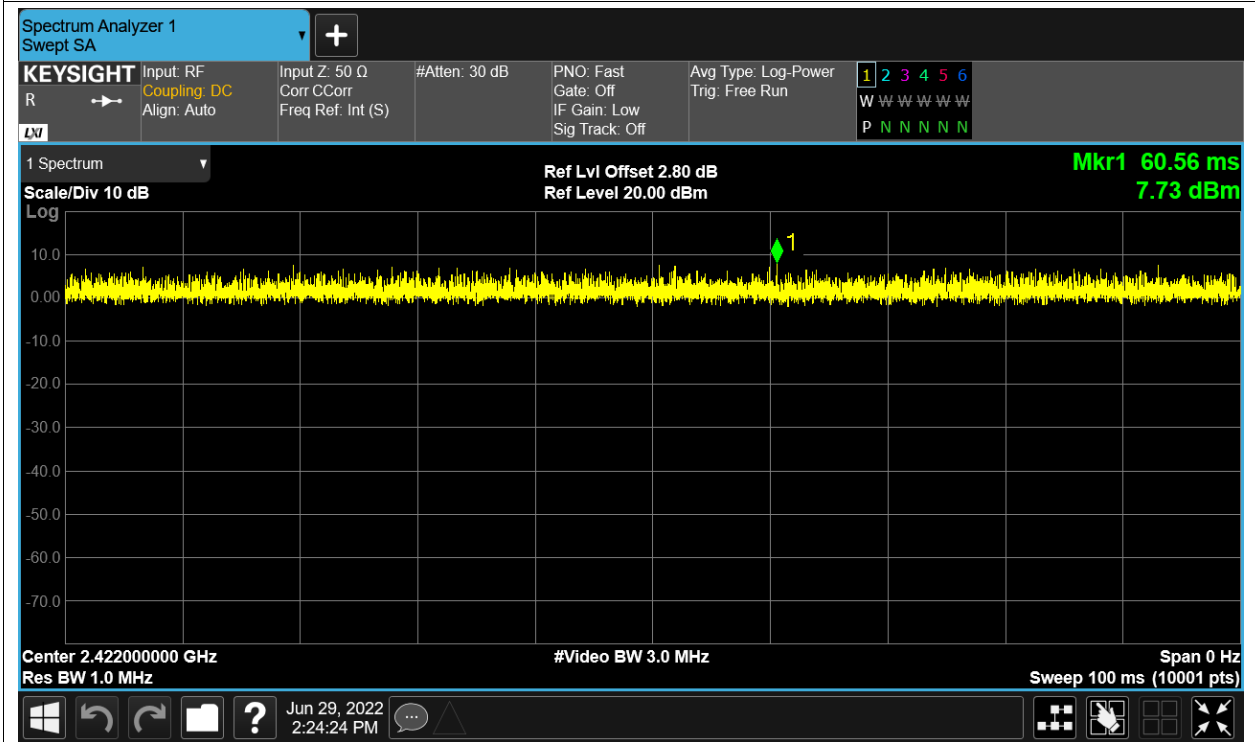 Spectrum Analyzer 1
Swept SA
+
KEYSIGHT
R
LXI
Input: RF
Coupling: DC
Align: Auto
Input Z: 50 Ω
Corr CCorr
Freq Ref: Int (S)
#Atten: 30 dB
PNO: Fast
Gate: Off
IF Gain: Low
Sig Track: Off
Avg Type: Log-Power
Trig: Free Run
1 2 3 4 5 6
W W W W W W
P N N N N N
1 Spectrum
Scale/Div 10 dB
Log
Ref Lvl Offset 2.80 dB
Ref Level 20.00 dBm
Mkr1 60.56 ms
7.73 dBm
1
10.0
0.00
-10.0
-20.0
-30.0
-40.0
-50.0
-60.0
-70.0
Center 2.422000000 GHz
Res BW 1.0 MHz
#Video BW 3.0 MHz
Span 0 Hz
Sweep 100 ms (10001 pts)
?
Jun 29, 2022
2:24:24 PM